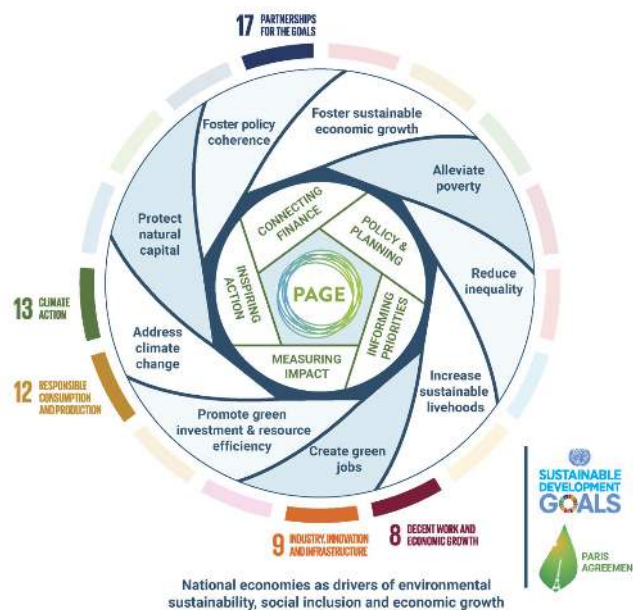 17 PARTNERSHIPS
FOR THE GOALS
Foster policy
coherence
Foster sustainable
economic growth
Alleviate
poverty
Reduce
inequality
Increase
sustainable
livehoods
Create green
jobs
Promote green
investment & resource
efficiency
Address
climate
change
Protect
natural
capital
CONNECTING
FINANCE
POLICY &
PLANNING
INFORMING
PRIORITIES
MEASURING
IMPACT
INSPIRING
ACTION
PAGE
13 CLIMATE
ACTION
12 RESPONSIBLE
CONSUMPTION
AND PRODUCTION
9 INDUSTRY, INNOVATION
AND INFRASTRUCTURE
8 DECENT WORK AND
ECONOMIC GROWTH
SUSTAINABLE
DEVELOPMENT
GOALS
PARIS
AGREEMEN
National economies as drivers of environmental
sustainability, social inclusion and economic growth